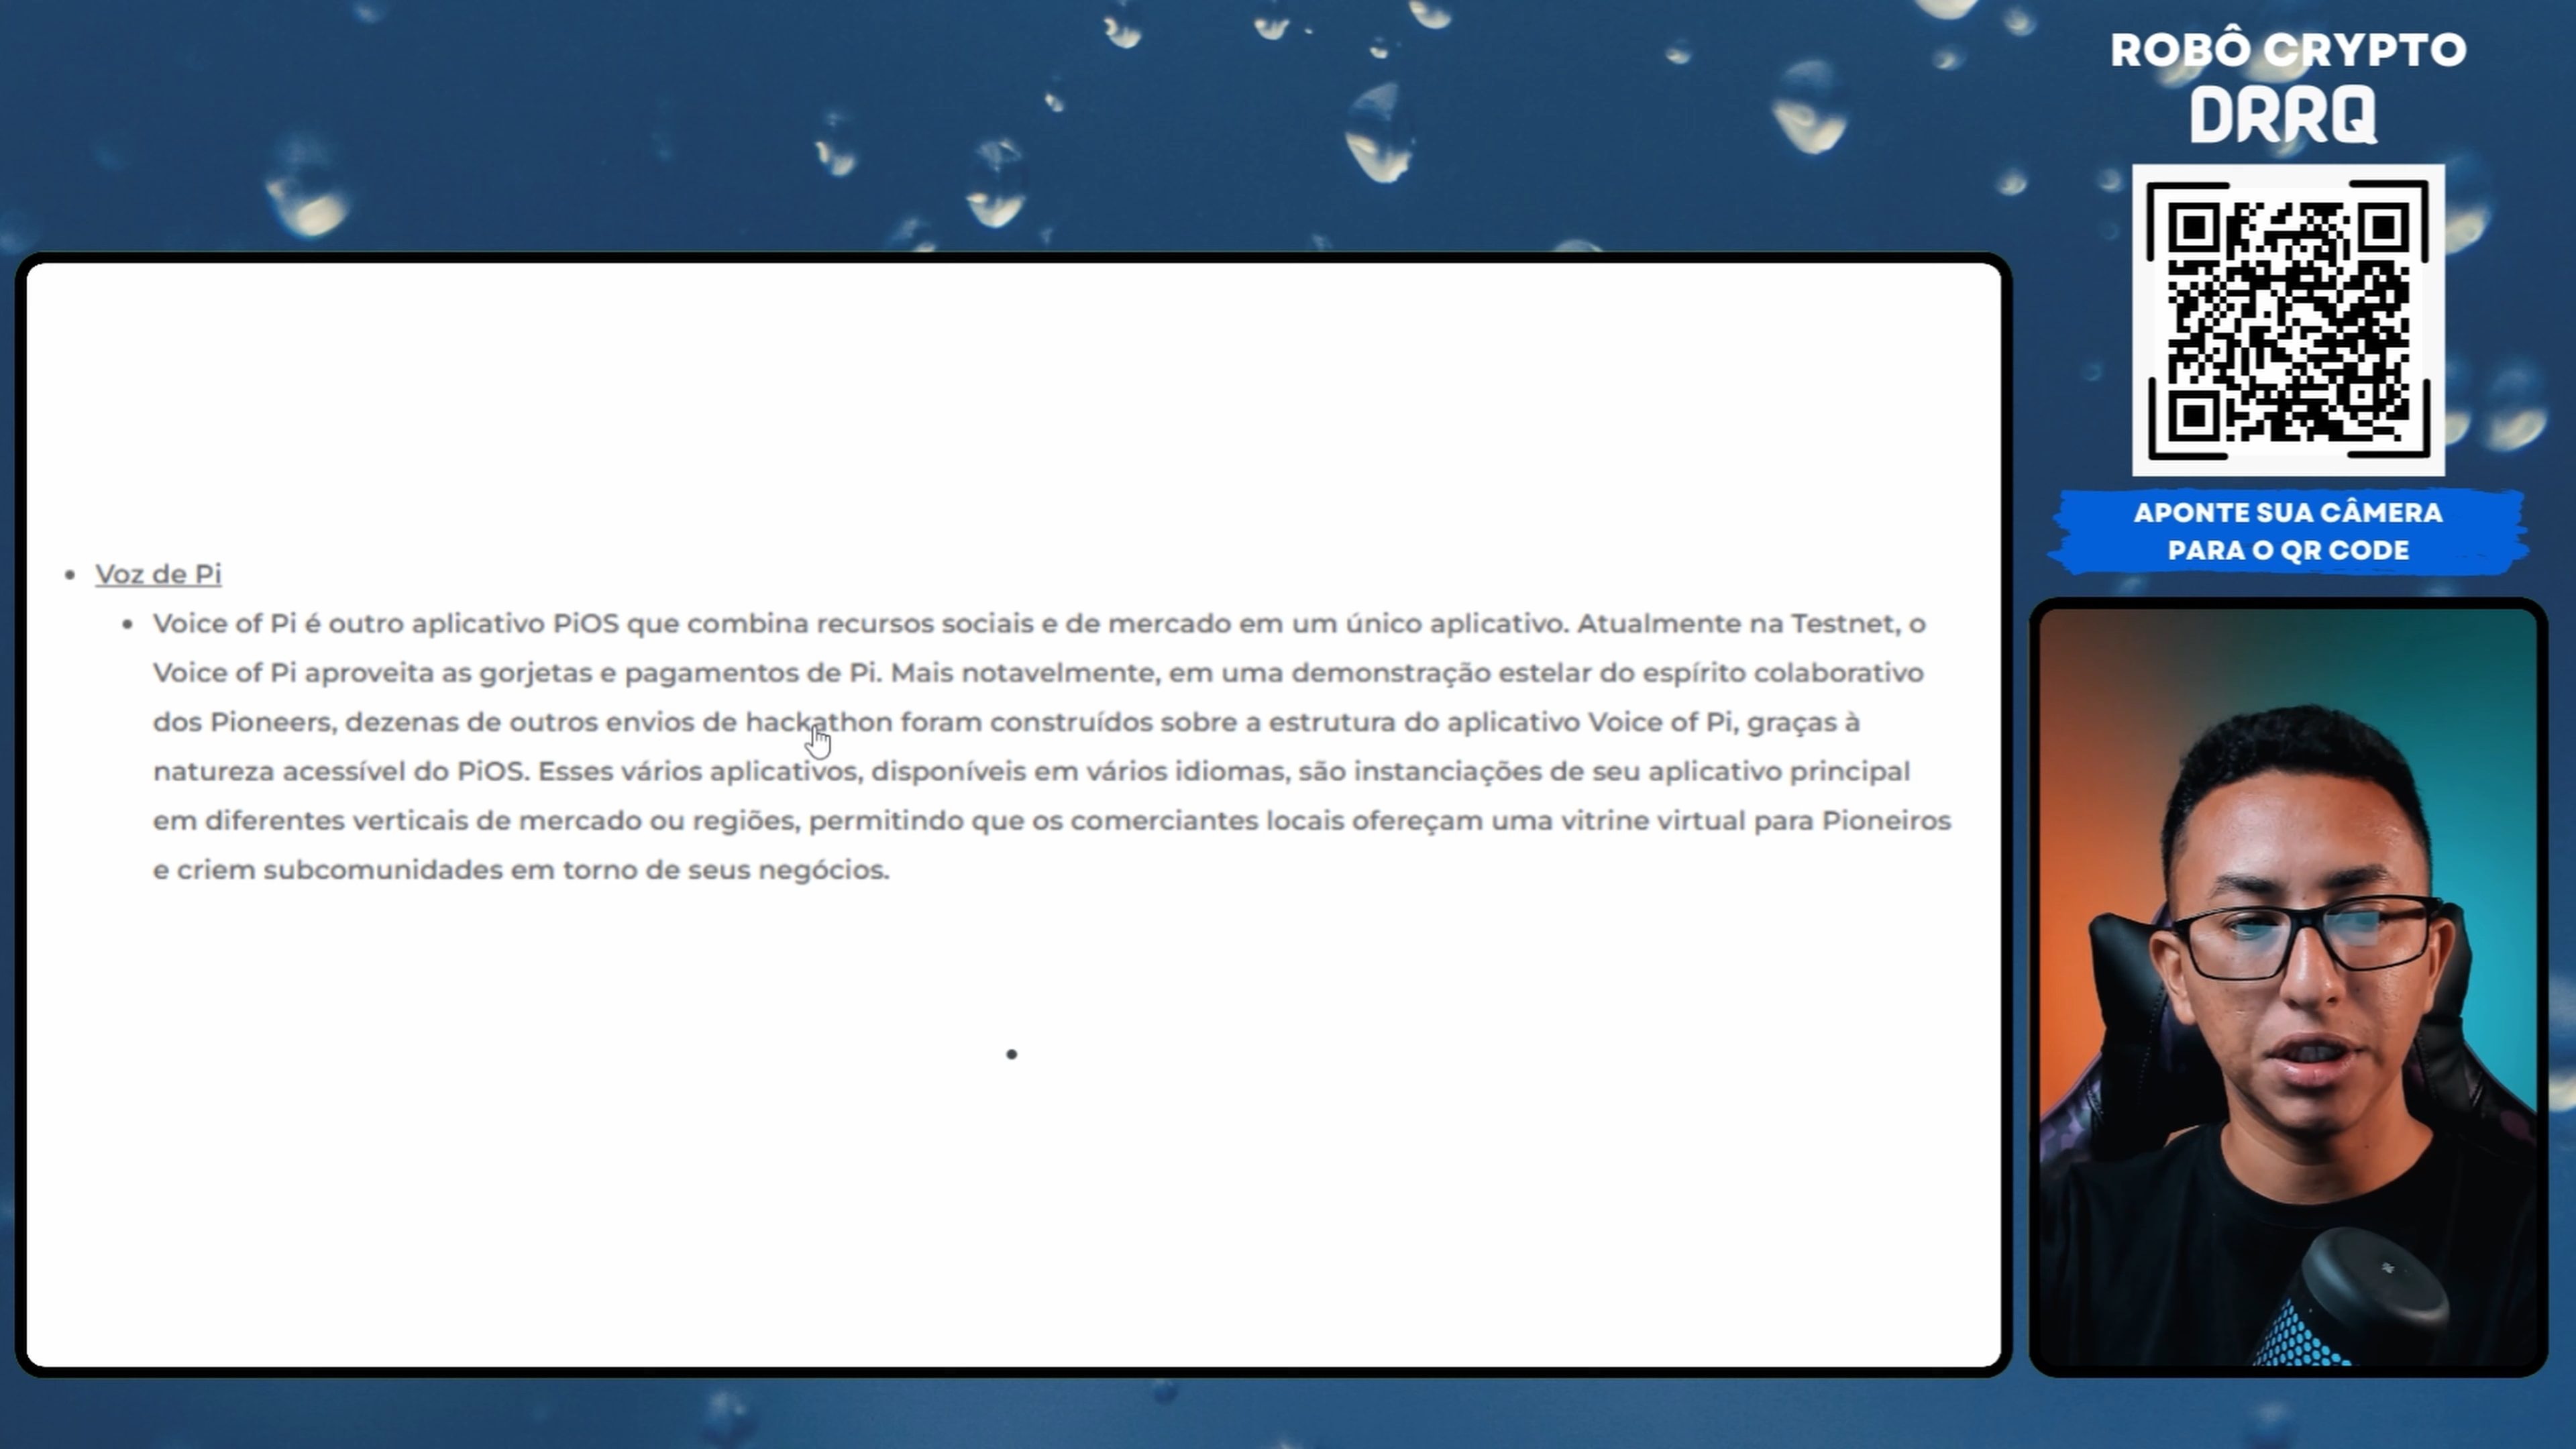 ROBÔ CRYPTO
DRRQ
APONTE SUA CÂMERA
PARA O QR CODE
Voz de Pi
Voice of Pi é outro aplicativo PiOS que combina recursos sociais e de mercado em um único aplicativo. Atualmente na Testnet, o
Voice of Pi aproveita as gorjetas e pagamentos de Pi. Mais notavelmente, em uma demonstração estelar do espírito colaborativo
dos Pioneers, dezenas de outros envios de hackathon foram construídos sobre a estrutura do aplicativo Voice of Pi, graças à
natureza acessível do PiOS. Esses vários aplicativos, disponíveis em vários idiomas, são instanciações de seu aplicativo principal
em diferentes verticais de mercado ou regiões, permitindo que os comerciantes locais ofereçam uma vitrine virtual para Pioneiros
e criem subcomunidades em torno de seus negócios.